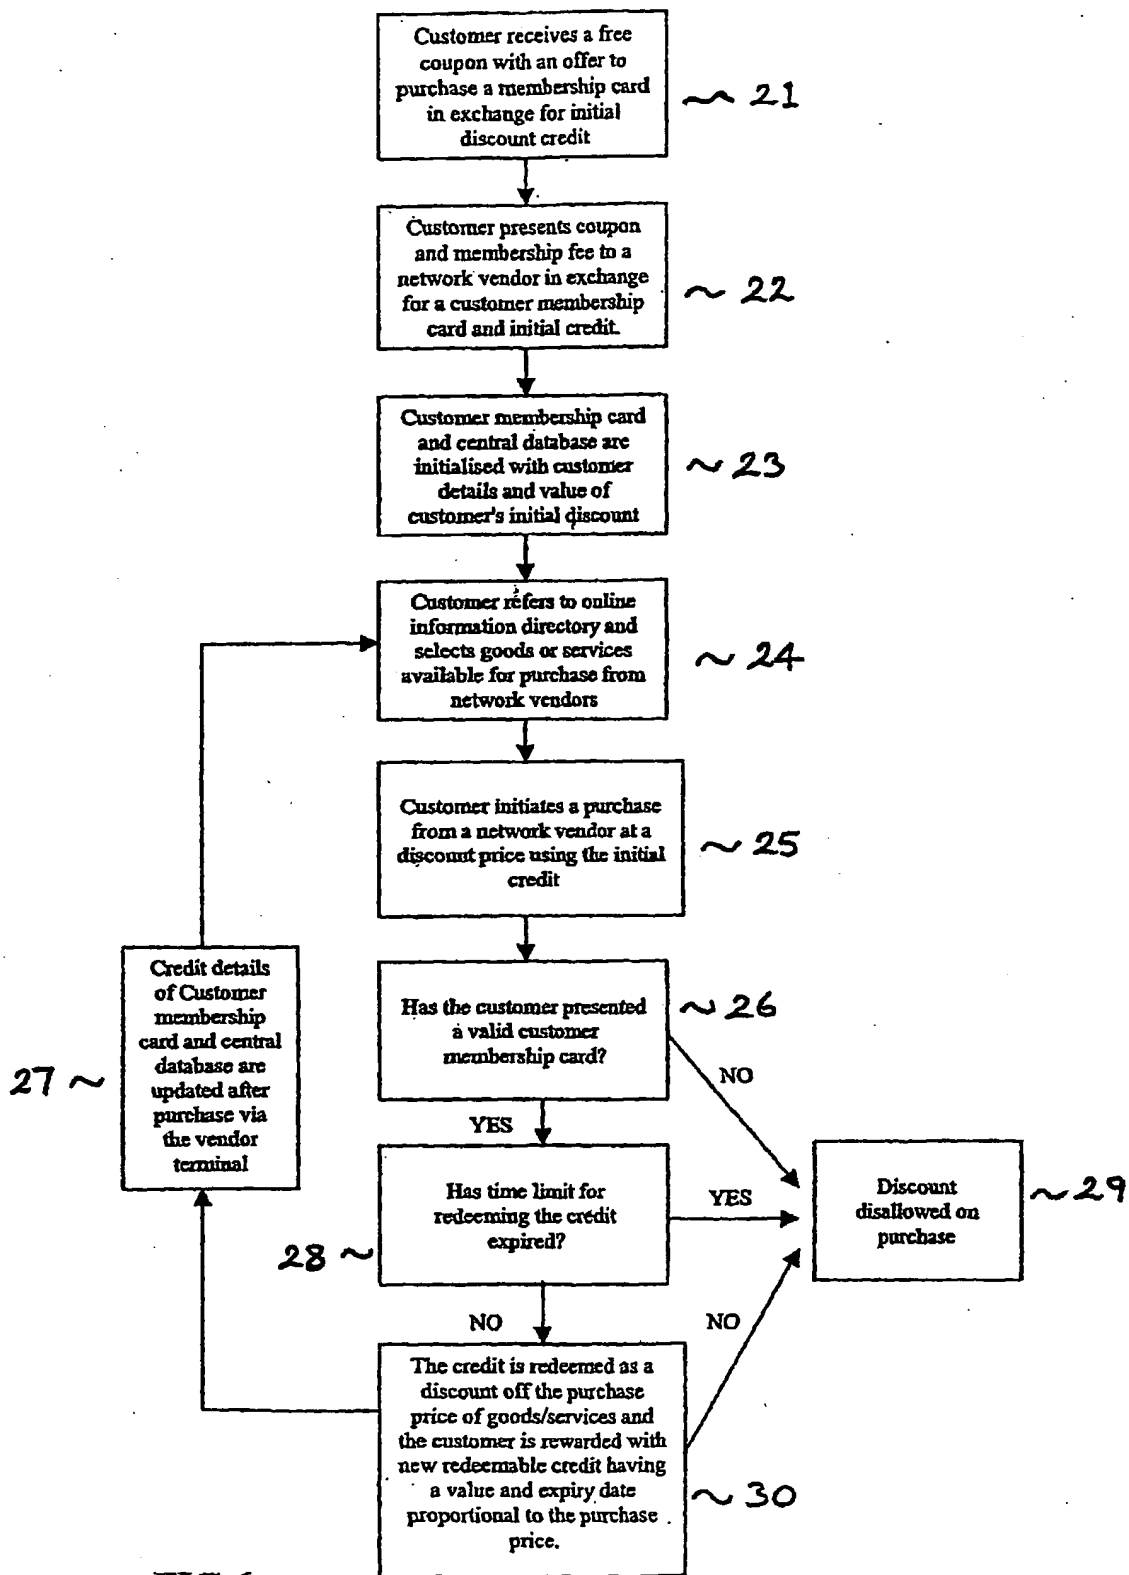 Customer receives a free
coupon with an offer to
purchase a membership card
in exchange for initial
discount credit
~ 21
Customer presents coupon
and membership fee to a
network vendor in exchange
for a customer membership
card and initial credit.
~ 22
Customer membership card
and central database are
initialised with customer
details and value of
customer's initial discount
~ 23
Customer refers to online
information directory and
selects goods or services
available for purchase from
network vendors
~ 24
Customer initiates a purchase
from a network vendor at a
discount price using the initial
credit
~ 25
Has the customer presented
a valid customer
membership card?
~ 26
NO
YES
Credit details
of Customer
membership
card and central
database are
updated after
purchase via
the vendor
terminal
27 ~
Has time limit for
redeeming the credit
expired?
28 ~
YES
Discount
disallowed on
purchase
~ 29
NO
NO
The credit is redeemed as a
discount off the purchase
price of goods/services and
the customer is rewarded with
new redeemable credit having
a value and expiry date
proportional to the purchase
price.
~ 30